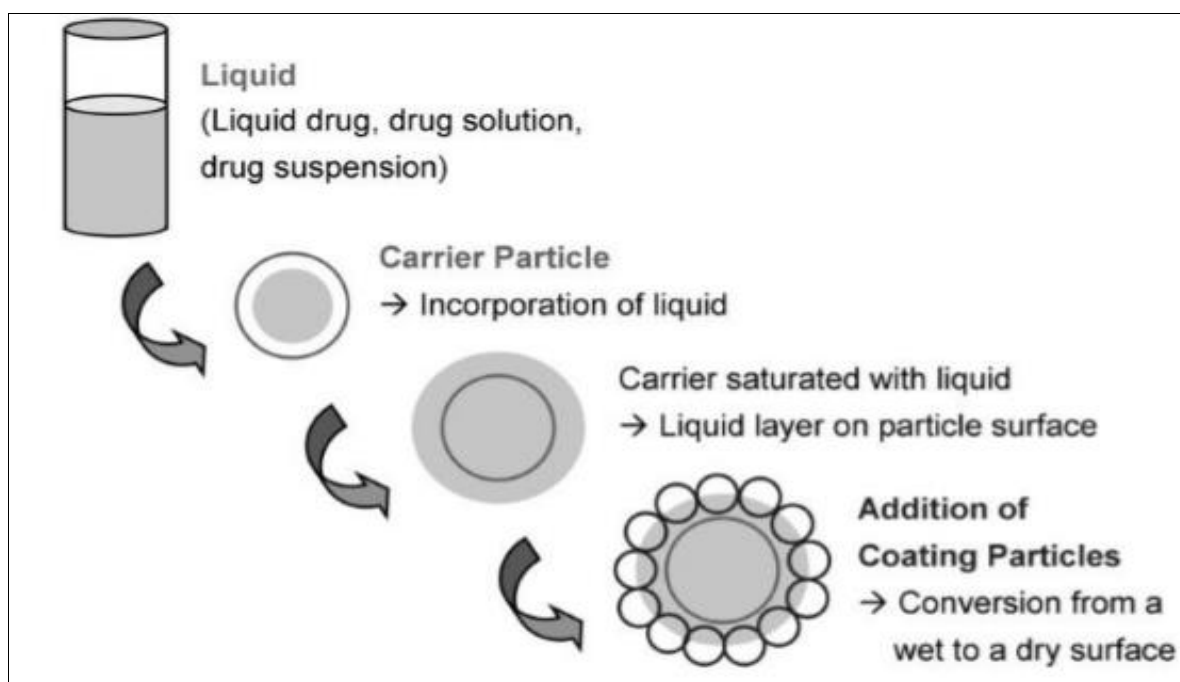 Liquid
(Liquid drug, drug solution,
drug suspension)
Carrier Particle
→ Incorporation of liquid
Carrier saturated with liquid
→ Liquid layer on particle surface
Addition of
Coating Particles
→ Conversion from a
wet to a dry surface